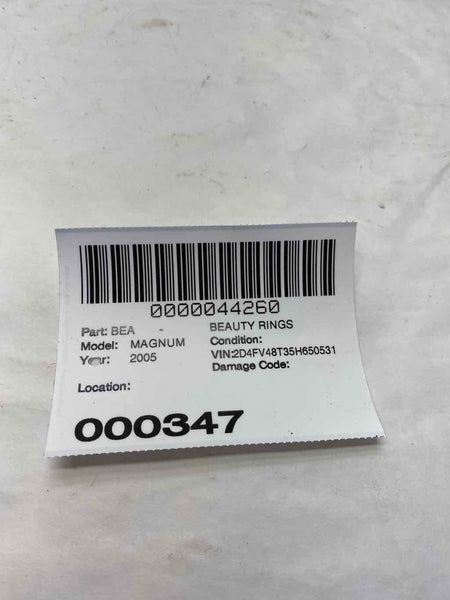 0000044260
Part: BEA - BEAUTY RINGS
Model: MAGNUM Condition:
Year: 2005 VIN:2D4FV48T35H650531
Damage Code:
Location:
000347